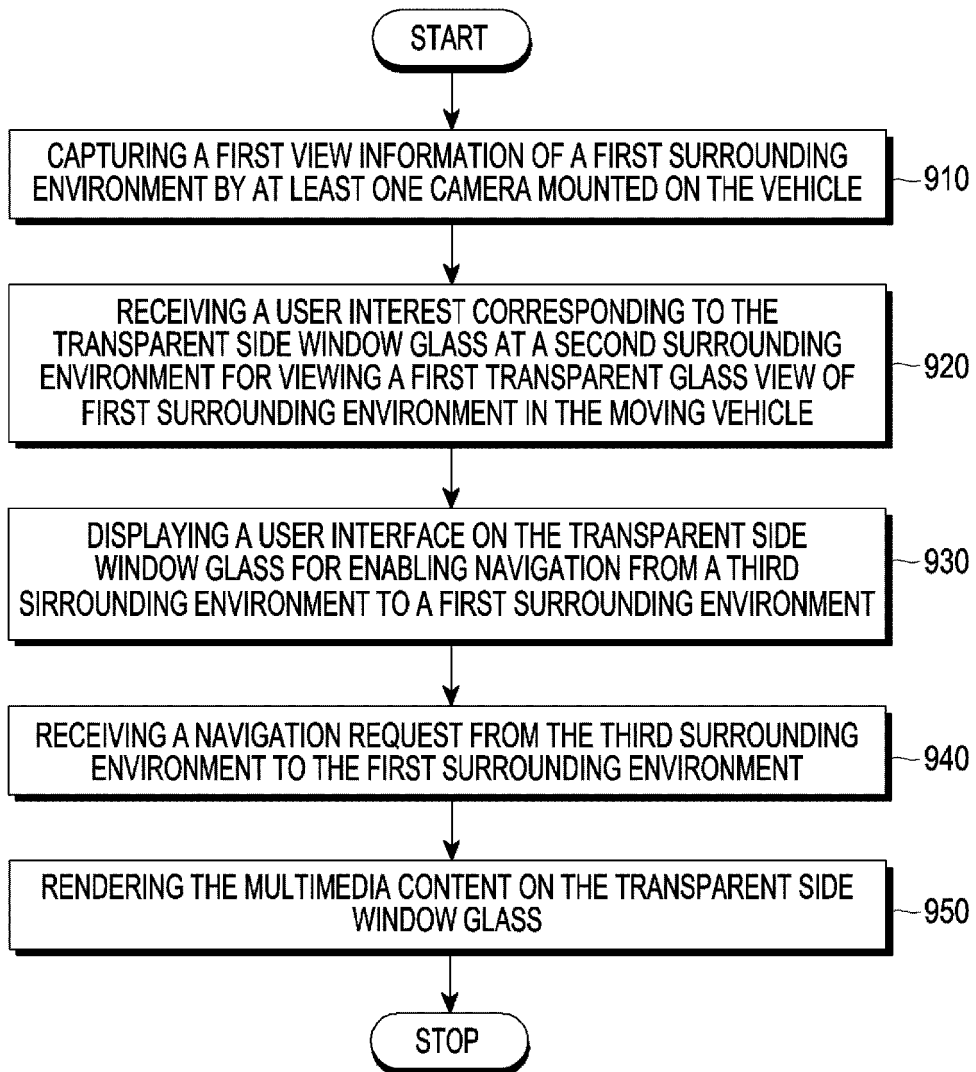 START
CAPTURING A FIRST VIEW INFORMATION OF A FIRST SURROUNDING
ENVIRONMENT BY AT LEAST ONE CAMERA MOUNTED ON THE VEHICLE
910
RECEIVING A USER INTEREST CORRESPONDING TO THE
TRANSPARENT SIDE WINDOW GLASS AT A SECOND SURROUNDING
ENVIRONMENT FOR VIEWING A FIRST TRANSPARENT GLASS VIEW OF
FIRST SURROUNDING ENVIRONMENT IN THE MOVING VEHICLE
920
DISPLAYING A USER INTERFACE ON THE TRANSPARENT SIDE
WINDOW GLASS FOR ENABLING NAVIGATION FROM A THIRD
SIRROUNDING ENVIRONMENT TO A FIRST SURROUNDING ENVIRONMENT
930
RECEIVING A NAVIGATION REQUEST FROM THE THIRD SURROUNDING
ENVIRONMENT TO THE FIRST SURROUNDING ENVIRONMENT
940
RENDERING THE MULTIMEDIA CONTENT ON THE TRANSPARENT SIDE
WINDOW GLASS
950
STOP